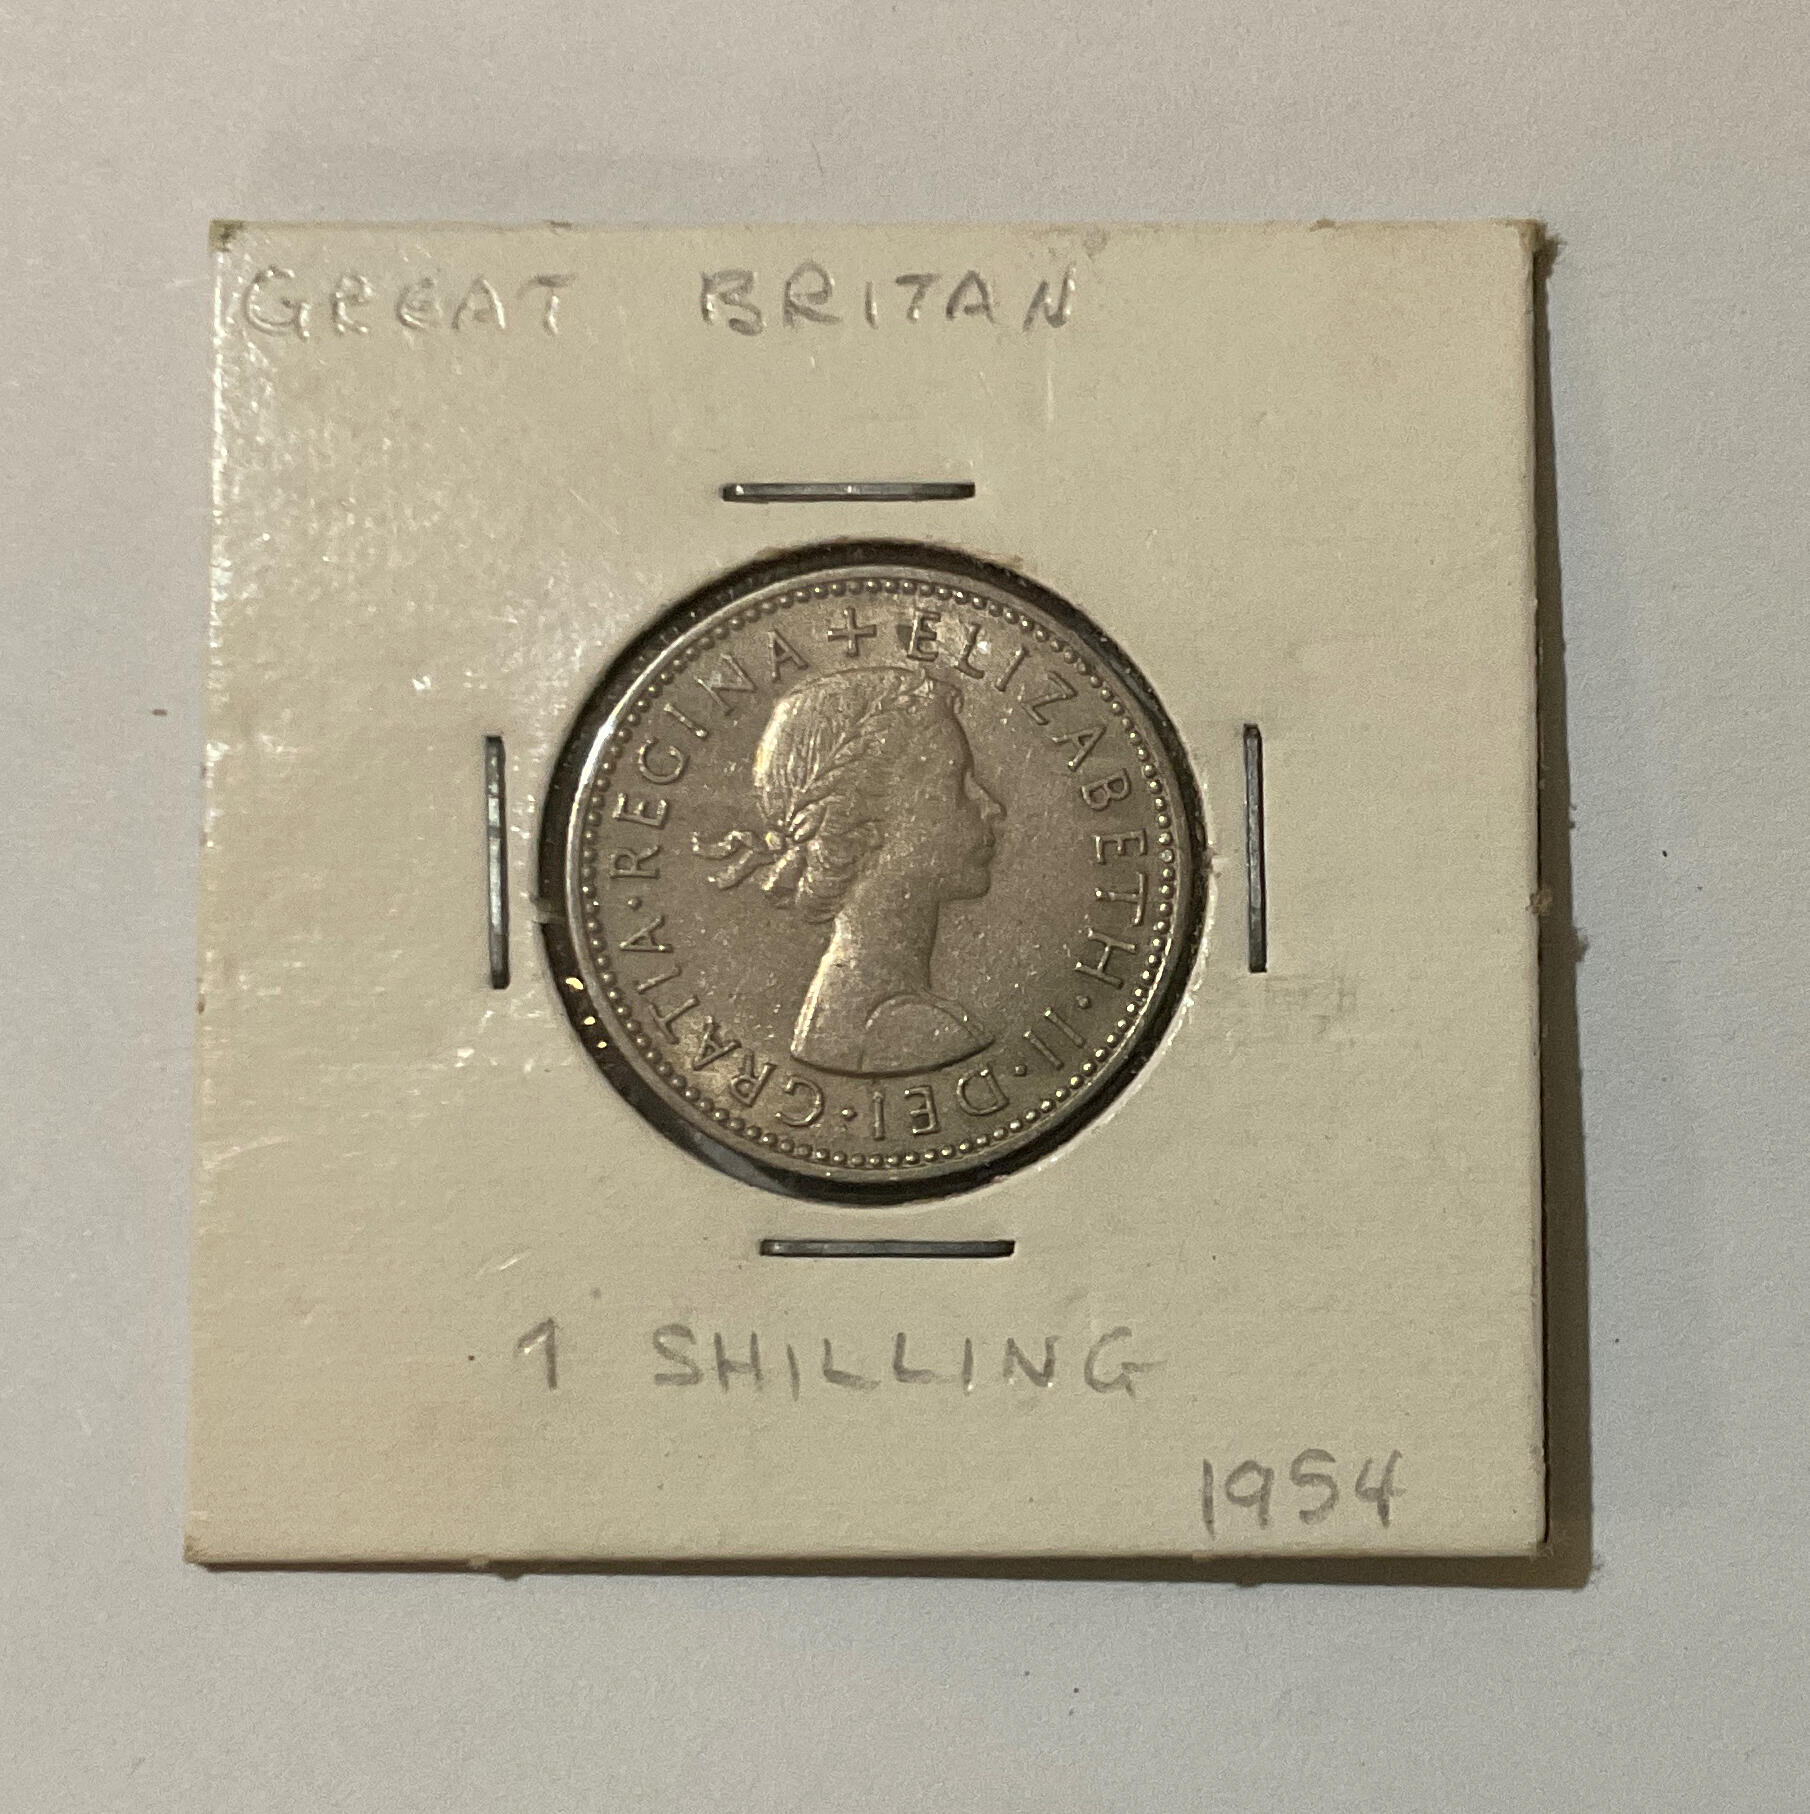 GREAT BRITAN
+ ELIZABETH · II · DEI · GRATIA · REGINA
1 SHILLING
1954